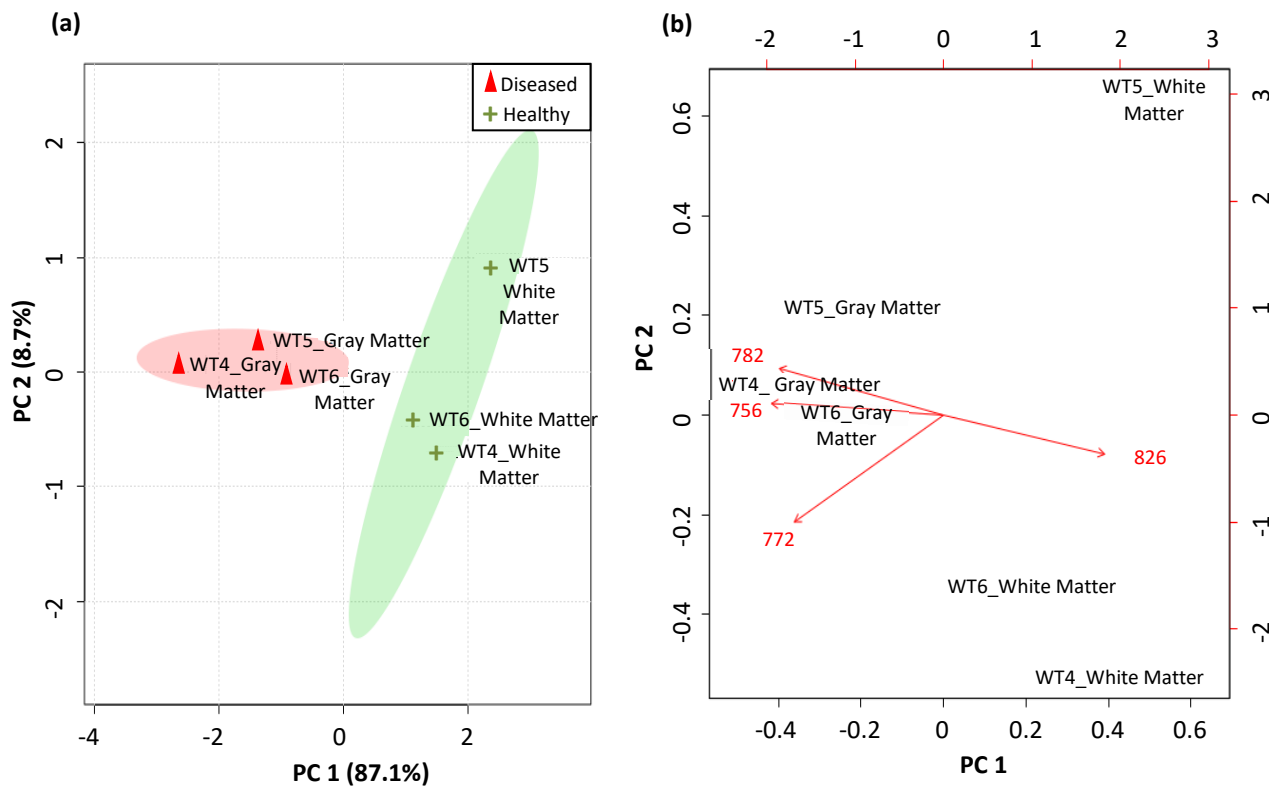 (a)
Diseased
Healthy
2
1
0
-1
-2
PC 2 (8.7%)
WT5
White
Matter
WT5_Gray Matter
WT4_Gray
Matter
WT6_Gray
Matter
WT6_White Matter
WT4_White
Matter
-4
-2
0
2
PC 1 (87.1%)
(b)
-2
-1
0
1
2
3
0.6
0.4
0.2
0
-0.2
-0.4
PC 2
WT5_White
Matter
WT5_Gray Matter
782
WT4_Gray Matter
756
WT6_Gray
Matter
826
772
WT6_White Matter
WT4_White Matter
3
2
1
0
-1
-2
-0.4
-0.2
0
0.2
0.4
0.6
PC 1